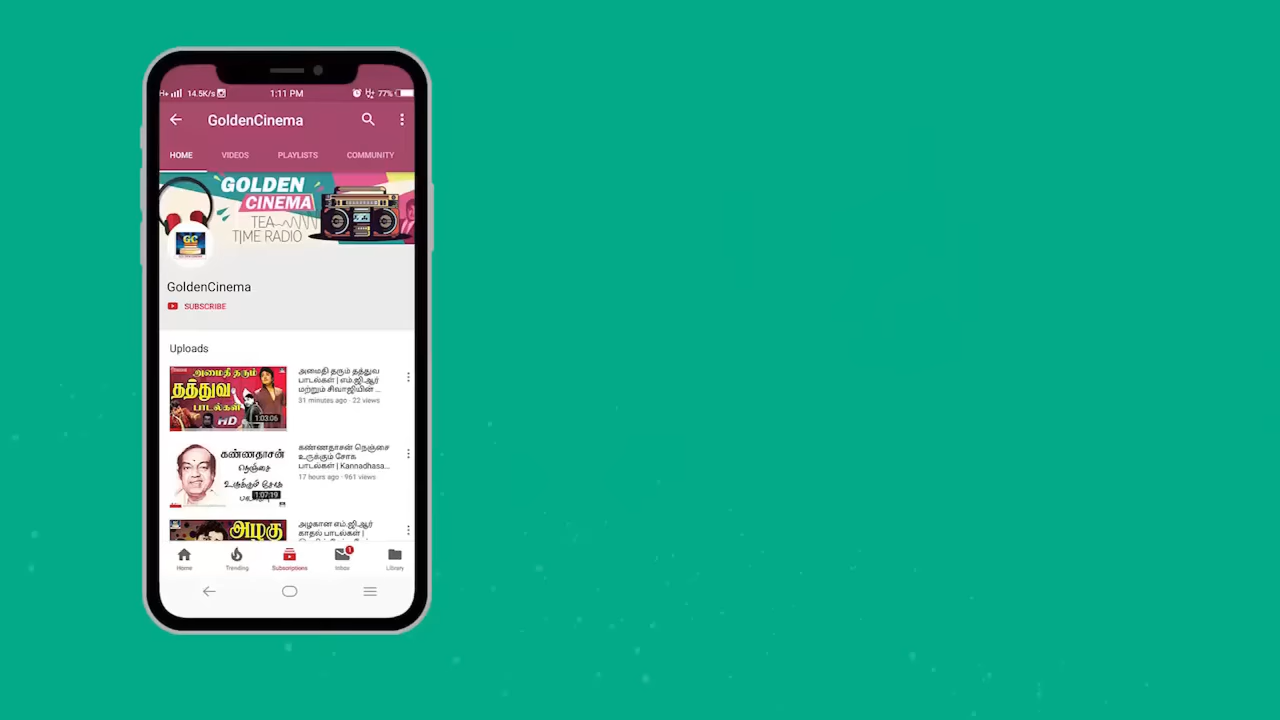 H+ 14.5K/s 1:11 PM 77%
GoldenCinema
HOME VIDEOS PLAYLISTS COMMUNITY
GOLDEN
CINEMA
TEA
TIME RADIO
GC
GoldenCinema
SUBSCRIBE
Uploads
அமைதி தரும்
தத்துவ
பாடல்கள்
HD
1:03:06
அமைதி தரும் தத்துவ
பாடல்கள் | எம்.ஜி.ஆர்
மற்றும் சிவாஜியின் ...
31 minutes ago · 22 views
கண்ணதாசன்
நெஞ்சை
உருக்கும் சோக
1:07:19
கண்ணதாசன் நெஞ்சை
உருக்கும் சோக
பாடல்கள் | Kannadhasa...
17 hours ago · 961 views
அழகு
அழகான எம்.ஜி.ஆர்
காதல் பாடல்கள் |
1
Home Trending Subscriptions Inbox Library